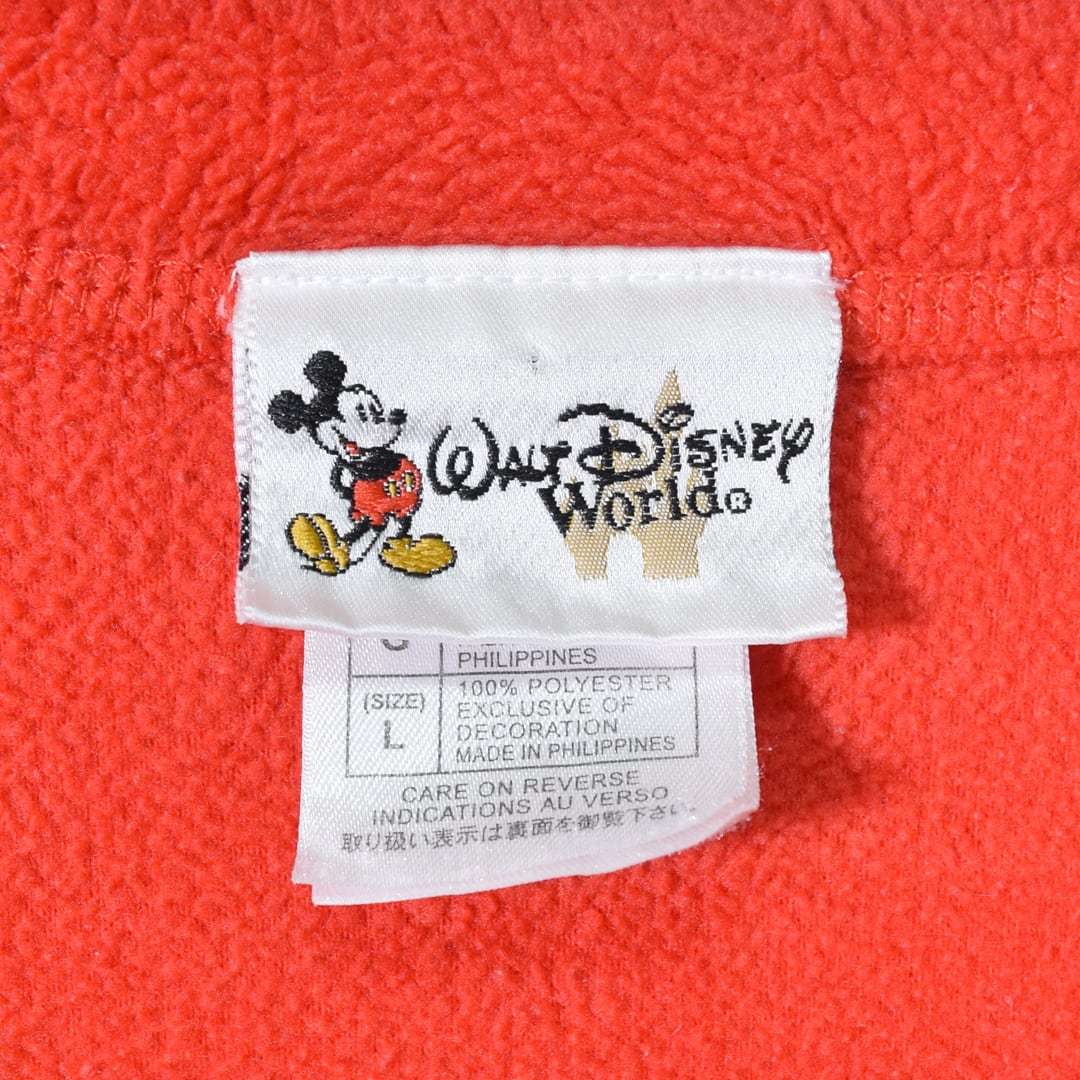 WALT DISNEY
World®
PHILIPPINES
(SIZE)
L
100% POLYESTER
EXCLUSIVE OF
DECORATION
MADE IN PHILIPPINES
CARE ON REVERSE
INDICATIONS AU VERSO
取り扱い表示は裏面を御覧下さい。